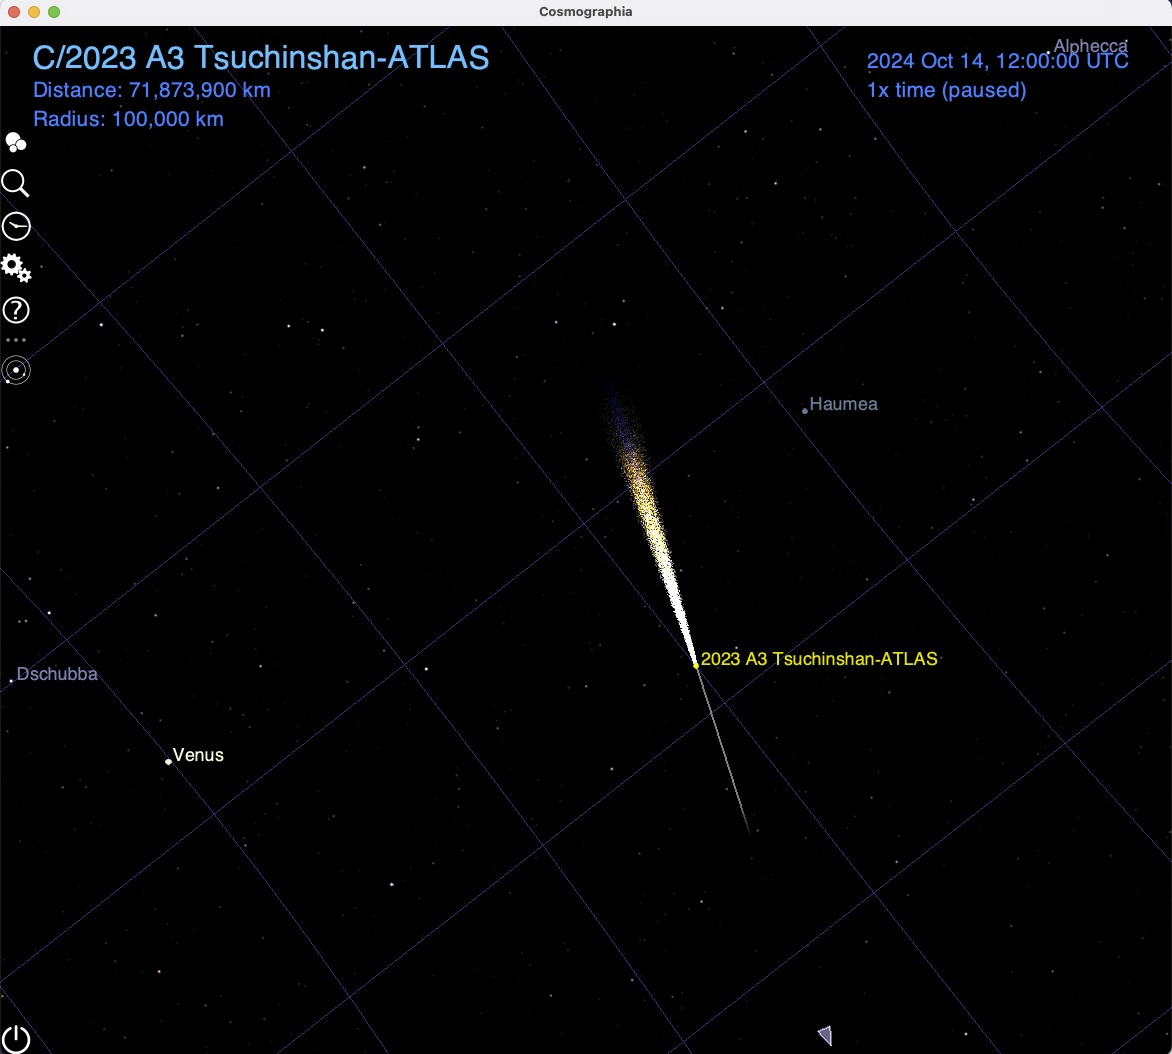 Cosmographia
C/2023 A3 Tsuchinshan-ATLAS
Distance: 71,873,900 km
Radius: 100,000 km
Alphecca
2024 Oct 14, 12:00:00 UTC
1x time (paused)
?
Haumea
2023 A3 Tsuchinshan-ATLAS
Dschubba
Venus